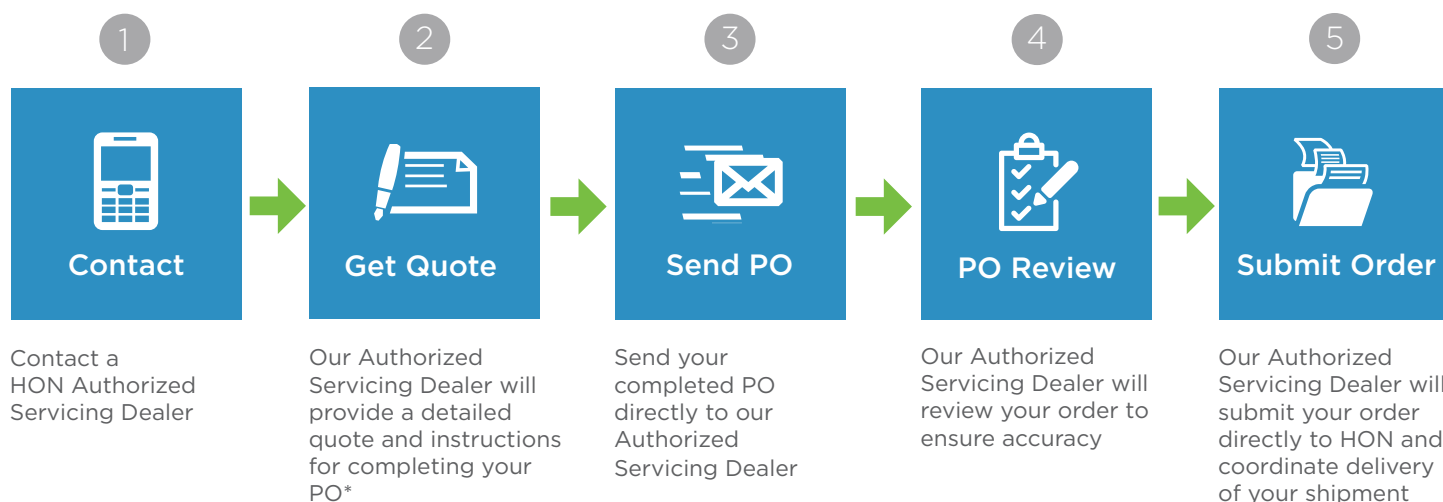 1
2
3
4
5
Contact
Get Quote
Send PO
PO Review
Submit Order
Contact a
HON Authorized
Servicing Dealer
Our Authorized
Servicing Dealer will
provide a detailed
quote and instructions
for completing your
PO*
Send your
completed PO
directly to our
Authorized
Servicing Dealer
Our Authorized
Servicing Dealer will
review your order to
ensure accuracy
Our Authorized
Servicing Dealer will
submit your order
directly to HON and
coordinate delivery
of your shipment